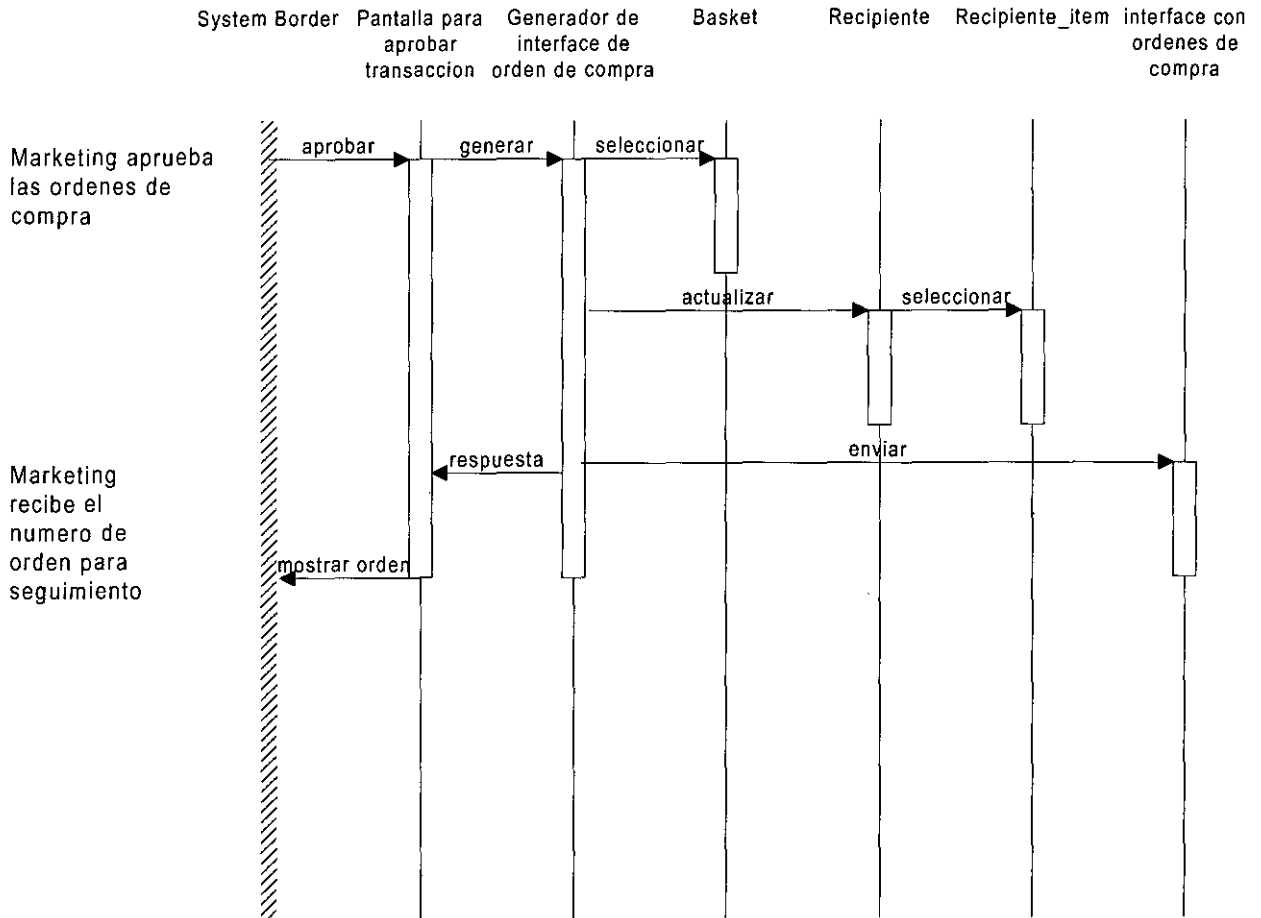 System Border
Pantalla para
aprobar
transaccion
Generador de
interface de
orden de compra
Basket
Recipiente
Recipiente_item
interface con
ordenes de
compra
Marketing aprueba
las ordenes de
compra
aprobar
generar
seleccionar
actualizar
seleccionar
enviar
respuesta
Marketing
recibe el
numero de
orden para
seguimiento
mostrar orden